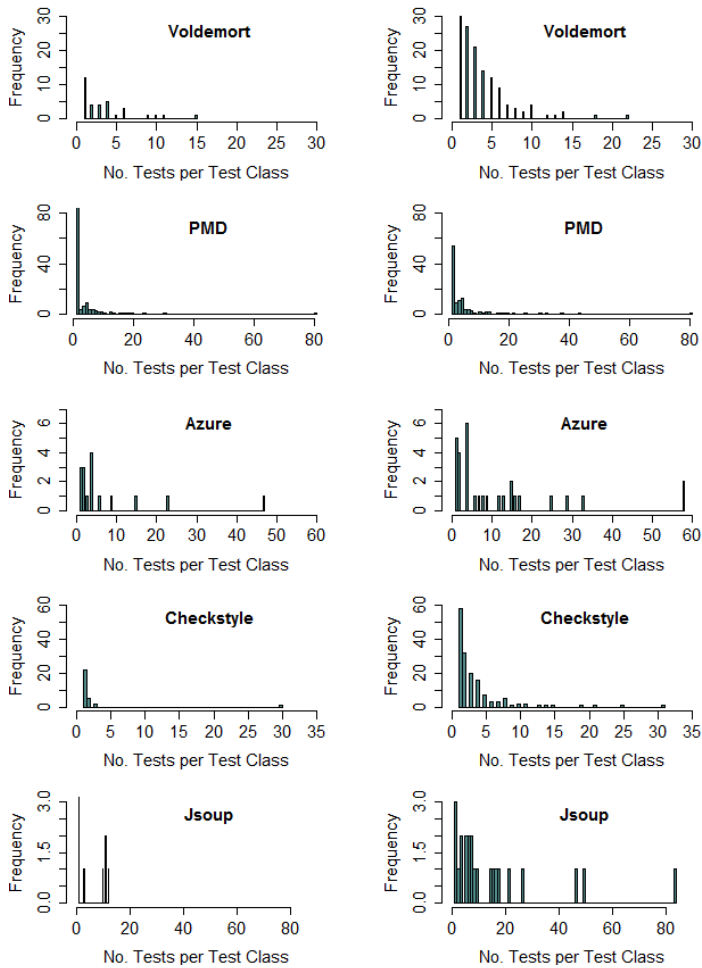 Voldemort
Frequency
0 10 20 30
0 5 10 15 20 25 30
No. Tests per Test Class
Voldemort
Frequency
0 10 20 30
0 5 10 15 20 25 30
No. Tests per Test Class
PMD
Frequency
0 40 80
0 20 40 60 80
No. Tests per Test Class
PMD
Frequency
0 40 80
0 20 40 60 80
No. Tests per Test Class
Azure
Frequency
0 2 4 6
0 10 20 30 40 50 60
No. Tests per Test Class
Azure
Frequency
0 2 4 6
0 10 20 30 40 50 60
No. Tests per Test Class
Checkstyle
Frequency
0 20 40 60
0 5 10 15 20 25 30 35
No. Tests per Test Class
Checkstyle
Frequency
0 20 40 60
0 5 10 15 20 25 30 35
No. Tests per Test Class
Jsoup
Frequency
0.0 1.5 3.0
0 20 40 60 80
No. Tests per Test Class
Jsoup
Frequency
0.0 1.5 3.0
0 20 40 60 80
No. Tests per Test Class